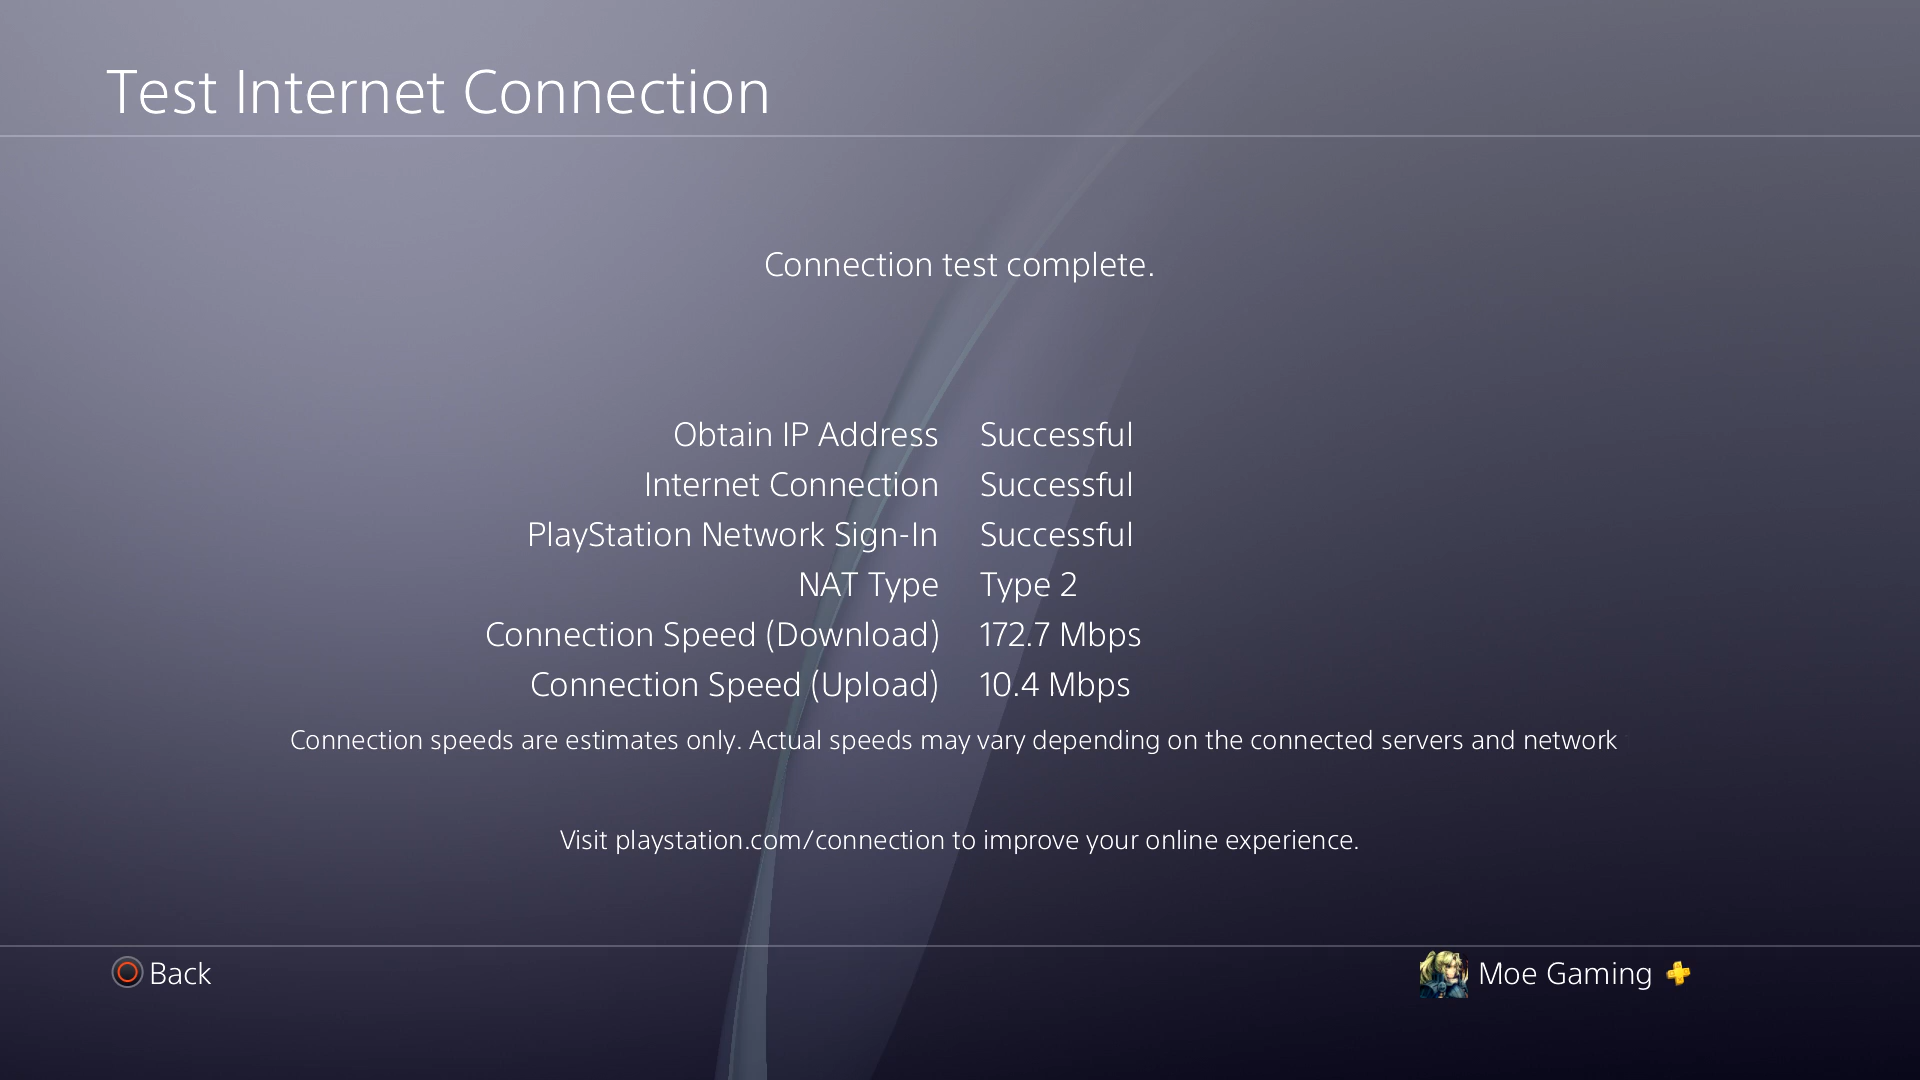 Test Internet Connection
Connection test complete.
Obtain IP Address Successful
Internet Connection Successful
PlayStation Network Sign-In Successful
NAT Type Type 2
Connection Speed (Download) 172.7 Mbps
Connection Speed (Upload) 10.4 Mbps
Connection speeds are estimates only. Actual speeds may vary depending on the connected servers and network
Visit playstation.com/connection to improve your online experience.
Back Moe Gaming